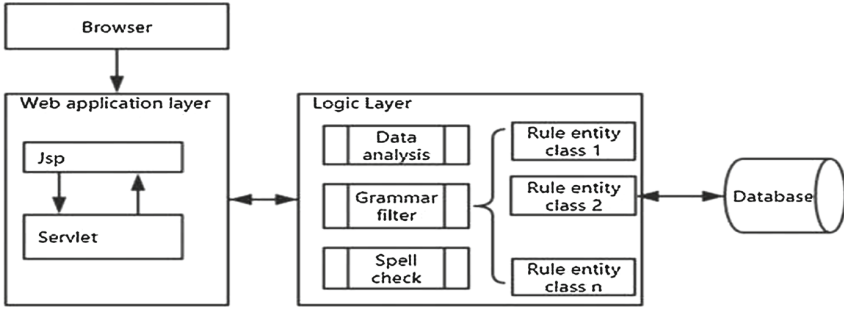 Browser
Web application layer
Jsp
Servlet
Logic Layer
Data
analysis
Grammar
filter
Spell
check
Rule entity
class 1
Rule entity
class 2
Rule entity
class n
Database